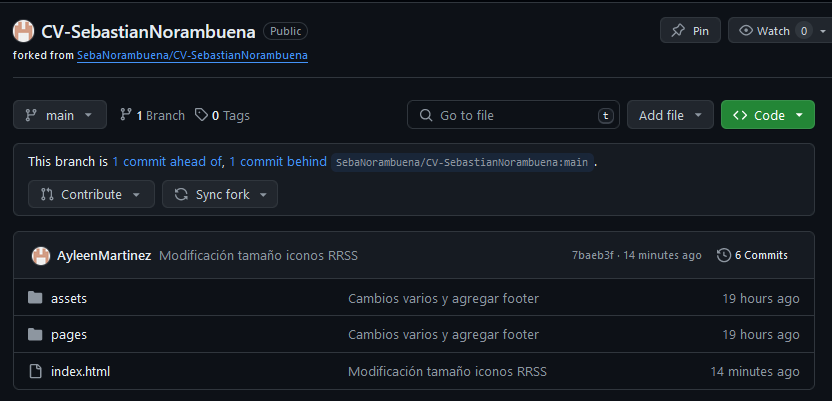 CV-SebastianNorambuena Public Pin Watch 0
forked from SebaNorambuena/CV-SebastianNorambuena
main 1 Branch 0 Tags Go to file t Add file Code
This branch is 1 commit ahead of, 1 commit behind SebaNorambuena/CV-SebastianNorambuena:main.
Contribute Sync fork
AyleenMartinez Modificación tamaño iconos RRSS 7baeb3f · 14 minutes ago 6 Commits
assets Cambios varios y agregar footer 19 hours ago
pages Cambios varios y agregar footer 19 hours ago
index.html Modificación tamaño iconos RRSS 14 minutes ago